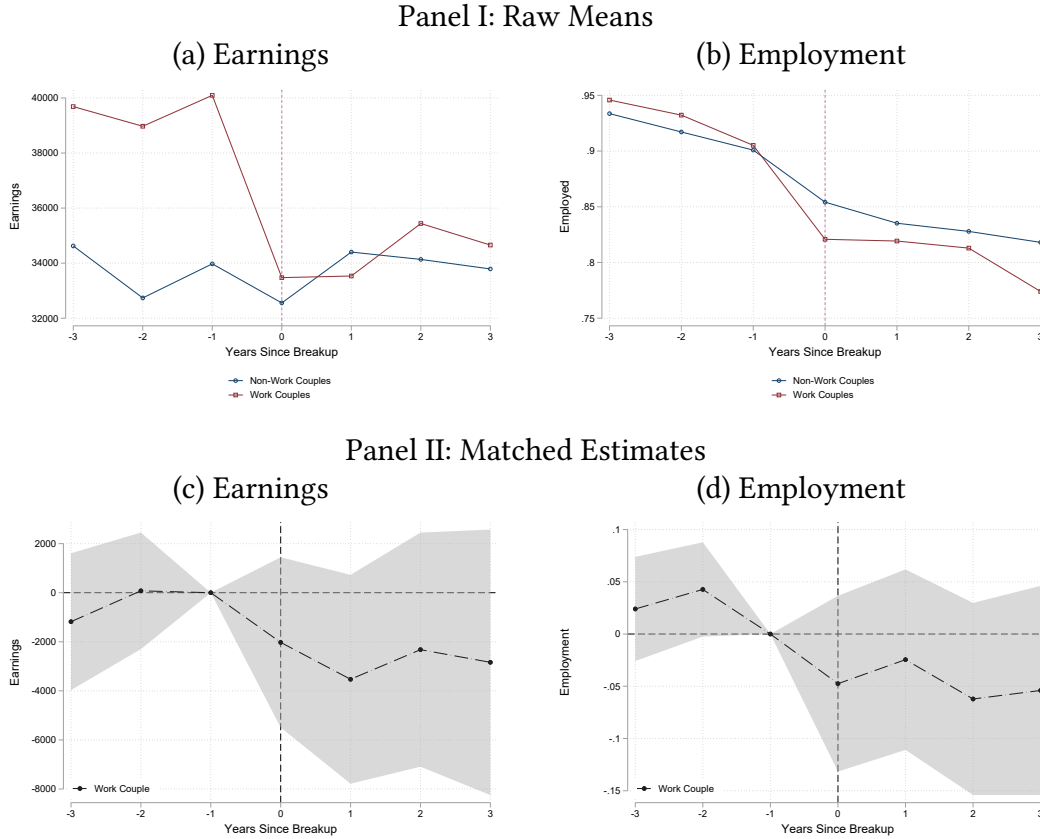 Panel I: Raw Means
(a) Earnings
40000
38000
36000
34000
32000
Earnings
-3 -2 -1 0 1 2 3
Years Since Breakup
Non-Work Couples
Work Couples
(b) Employment
.95
.9
.85
.8
.75
Employed
-3 -2 -1 0 1 2 3
Years Since Breakup
Non-Work Couples
Work Couples
Panel II: Matched Estimates
(c) Earnings
2000
0
-2000
-4000
-6000
-8000
Earnings
Work Couple
-3 -2 -1 0 1 2 3
Years Since Breakup
(d) Employment
.1
.05
0
-.05
-.1
-.15
Employment
Work Couple
-3 -2 -1 0 1 2 3
Years Since Breakup